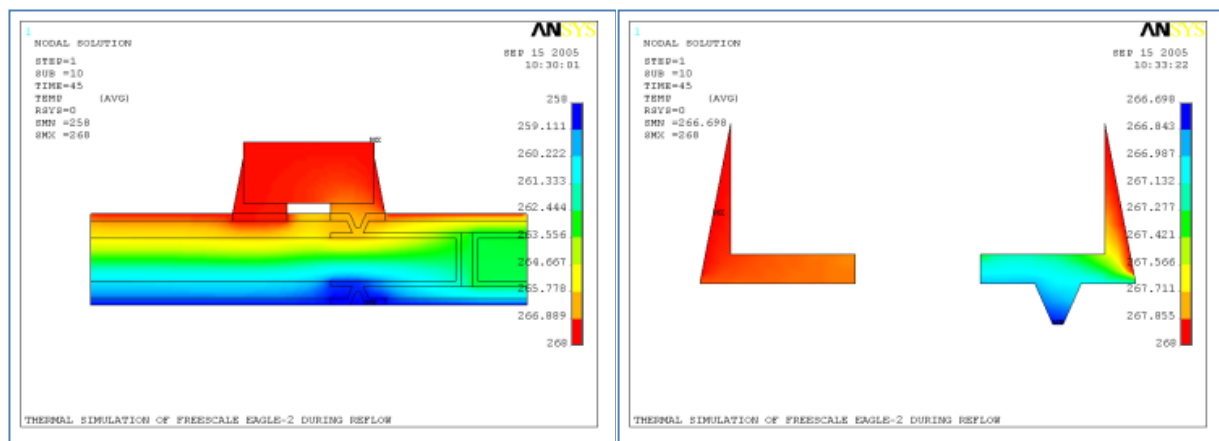 1
ANSYS
NODAL SOLUTION
SEP 15 2005
10:30:01
STEP=1
SUB =10
TIME=45
TEMP (AVG)
RSYS=0
SMN =258
SMX =268
258
259.111
260.222
261.333
262.444
263.556
264.667
265.778
266.889
268
MX
THERMAL SIMULATION OF FREESCALE EAGLE-2 DURING REFLOW
1
ANSYS
NODAL SOLUTION
SEP 15 2005
10:33:22
STEP=1
SUB =10
TIME=45
TEMP (AVG)
RSYS=0
SMN =266.698
SMX =268
266.698
266.843
266.987
267.132
267.277
267.421
267.566
267.711
267.855
268
MX
THERMAL SIMULATION OF FREESCALE EAGLE-2 DURING REFLOW